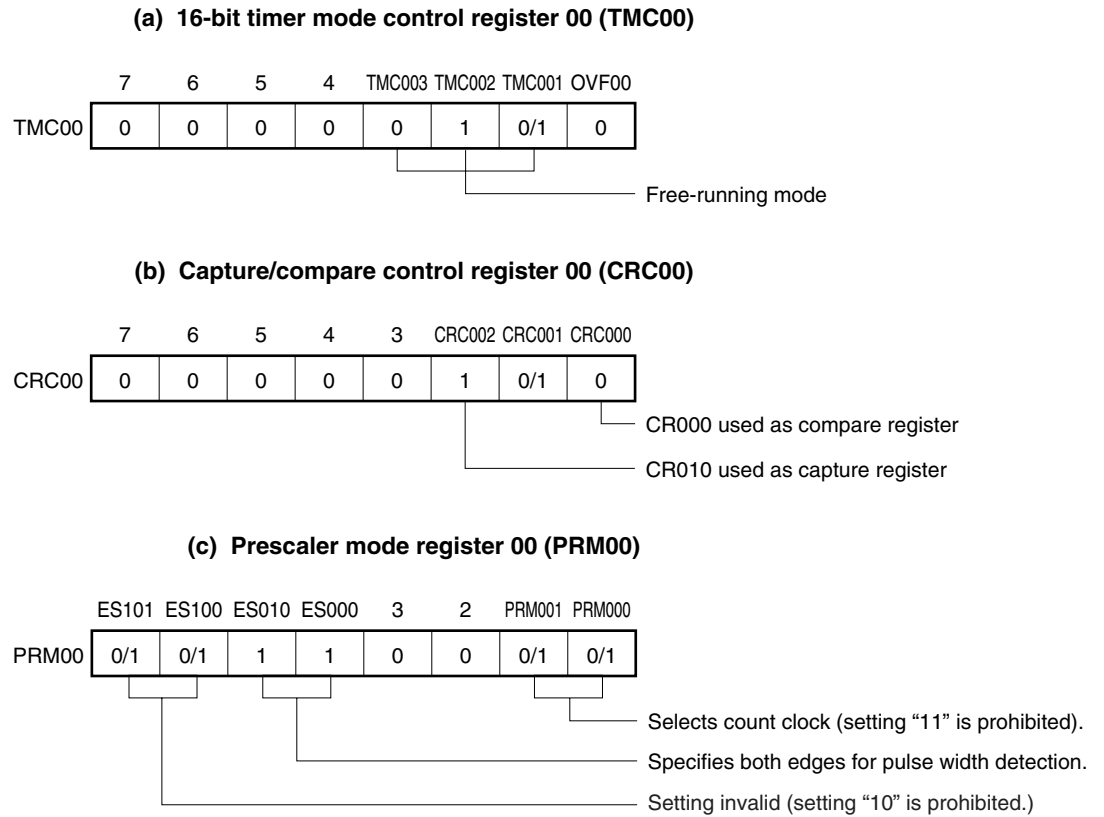 (a) 16-bit timer mode control register 00 (TMC00)
7 6 5 4 TMC003 TMC002 TMC001 OVF00
TMC00 0 0 0 0 0 1 0/1 0
Free-running mode
(b) Capture/compare control register 00 (CRC00)
7 6 5 4 3 CRC002 CRC001 CRC000
CRC00 0 0 0 0 0 1 0/1 0
CR000 used as compare register
CR010 used as capture register
(c) Prescaler mode register 00 (PRM00)
ES101 ES100 ES010 ES000 3 2 PRM001 PRM000
PRM00 0/1 0/1 1 1 0 0 0/1 0/1
Selects count clock (setting “11” is prohibited).
Specifies both edges for pulse width detection.
Setting invalid (setting “10” is prohibited.)